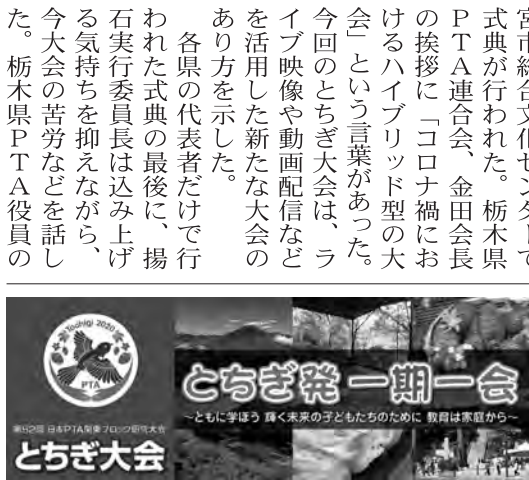 宮市総合文化センターで
式典が行われた。栃木県
PTA連合会、金田会長
の挨拶に「コロナ禍にお
けるハイブリッド型の大
会」という言葉があった。
今回のとちぎ大会は、ラ
イブ映像や動画配信など
を活用した新たな大会の
あり方を示した。
　各県の代表者だけで行
われた式典の最後に、揚
石実行委員長は込み上げ
る気持ちを抑えながら、
今大会の苦労などを話し
た。栃木県PTA役員の
Tochigi 2020
PTA
第52回 日本PTA関東ブロック研究大会
とちぎ大会
とちぎ発 一期一会
~ともに学ぼう 輝く未来の子どもたちのために 教育は家庭から~